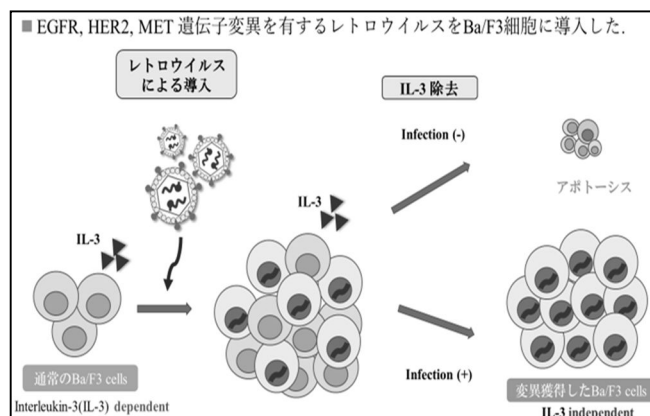 ■ EGFR, HER2, MET 遺伝子変異を有するレトロウイルスをBa/F3細胞に導入した.
レトロウイルス
による導入
IL-3 除去
Infection (-)
IL-3
アポトーシス
IL-3
Infection (+)
通常のBa/F3 cells
変異獲得したBa/F3 cells
Interleukin-3(IL-3) dependent
IL-3 independent